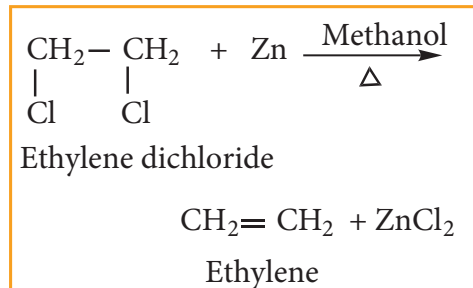 CH₂ — CH₂ + Zn Methanol
△
Cl Cl
Ethylene dichloride
CH₂ = CH₂ + ZnCl₂
Ethylene